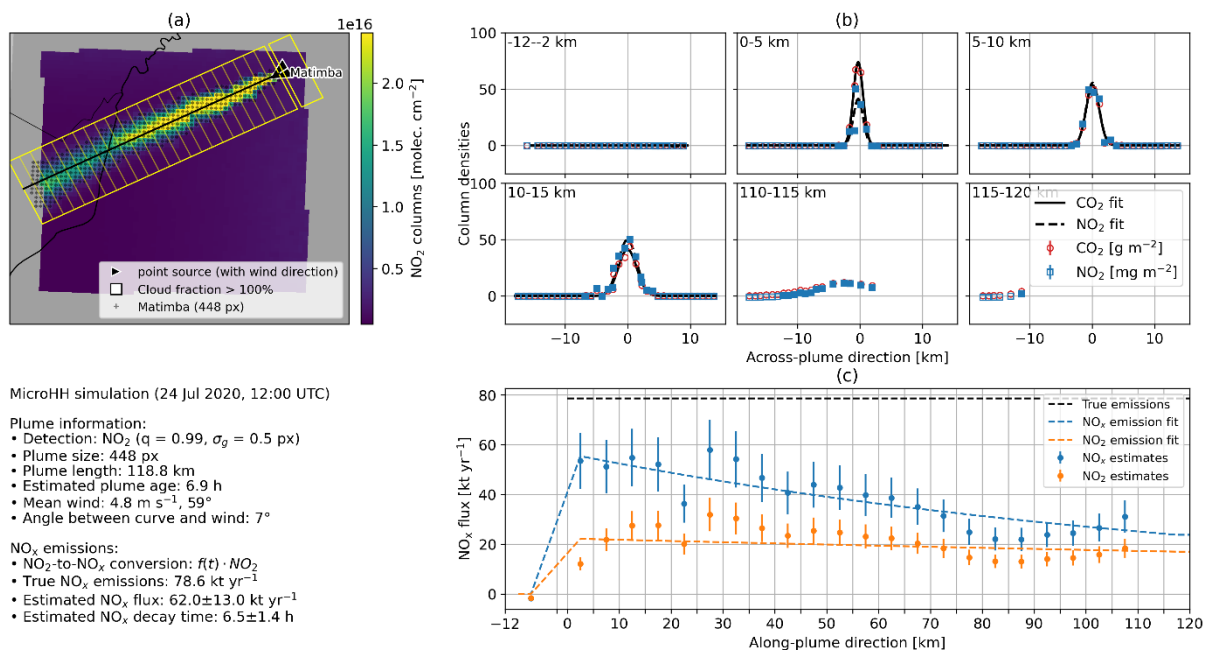 (a)
1e16
Matimba
2.0
1.5
1.0
0.5
NO₂ columns [molec. cm⁻²]
point source (with wind direction)
Cloud fraction > 100%
Matimba (448 px)
(b)
-12--2 km
0-5 km
5-10 km
10-15 km
110-115 km
115-120 km
100
50
0
100
50
0
Column densities
CO₂ fit
NO₂ fit
CO₂ [g m⁻²]
NO₂ [mg m⁻²]
−10 0 10
−10 0 10
−10 0 10
Across-plume direction [km]
MicroHH simulation (24 Jul 2020, 12:00 UTC)
Plume information:
• Detection: NO₂ (q = 0.99, σg = 0.5 px)
• Plume size: 448 px
• Plume length: 118.8 km
• Estimated plume age: 6.9 h
• Mean wind: 4.8 m s⁻¹, 59°
• Angle between curve and wind: 7°
NOₓ emissions:
• NO₂-to-NOₓ conversion: f(t) · NO₂
• True NOₓ emissions: 78.6 kt yr⁻¹
• Estimated NOₓ flux: 62.0±13.0 kt yr⁻¹
• Estimated NOₓ decay time: 6.5±1.4 h
(c)
80
60
40
20
0
NOₓ flux [kt yr⁻¹]
True emissions
NOₓ emission fit
NO₂ emission fit
NOₓ estimates
NO₂ estimates
−12 0 10 20 30 40 50 60 70 80 90 100 110 120
Along-plume direction [km]